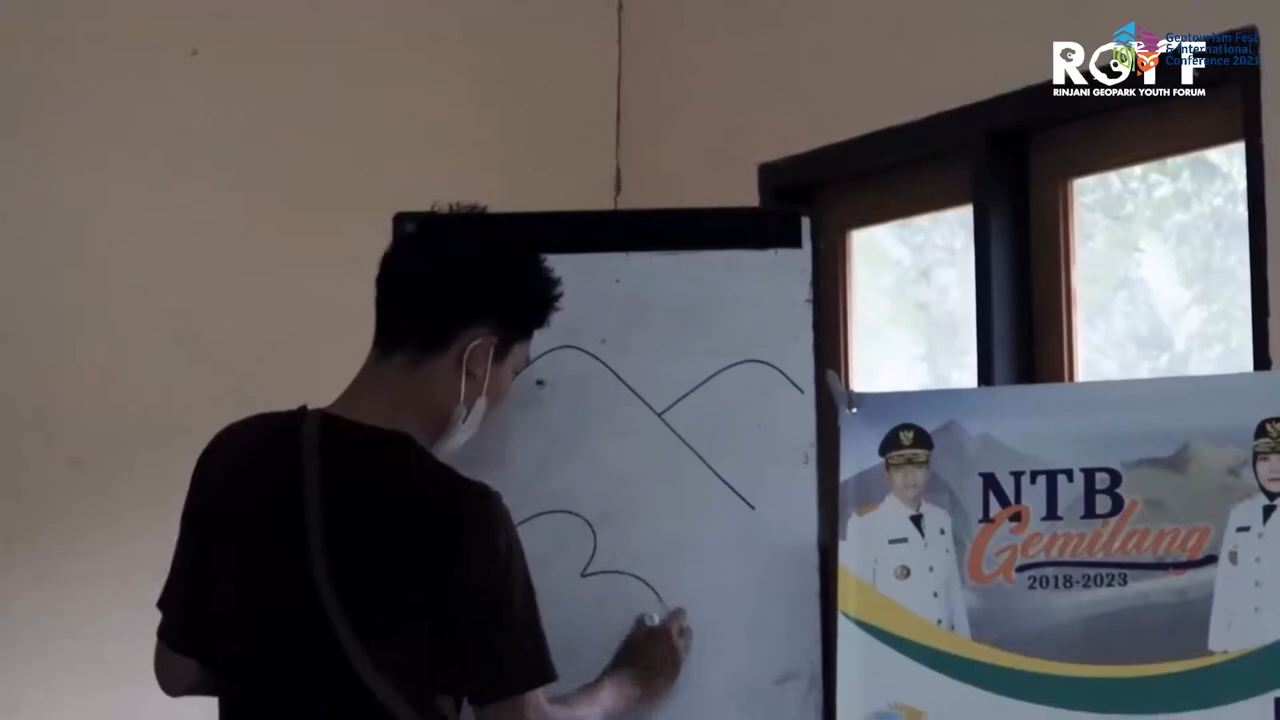 RGYF
RINJANI GEOPARK YOUTH FORUM
Geotourism Fest
& International
Conference 2021
NTB
Gemilang
2018-2023